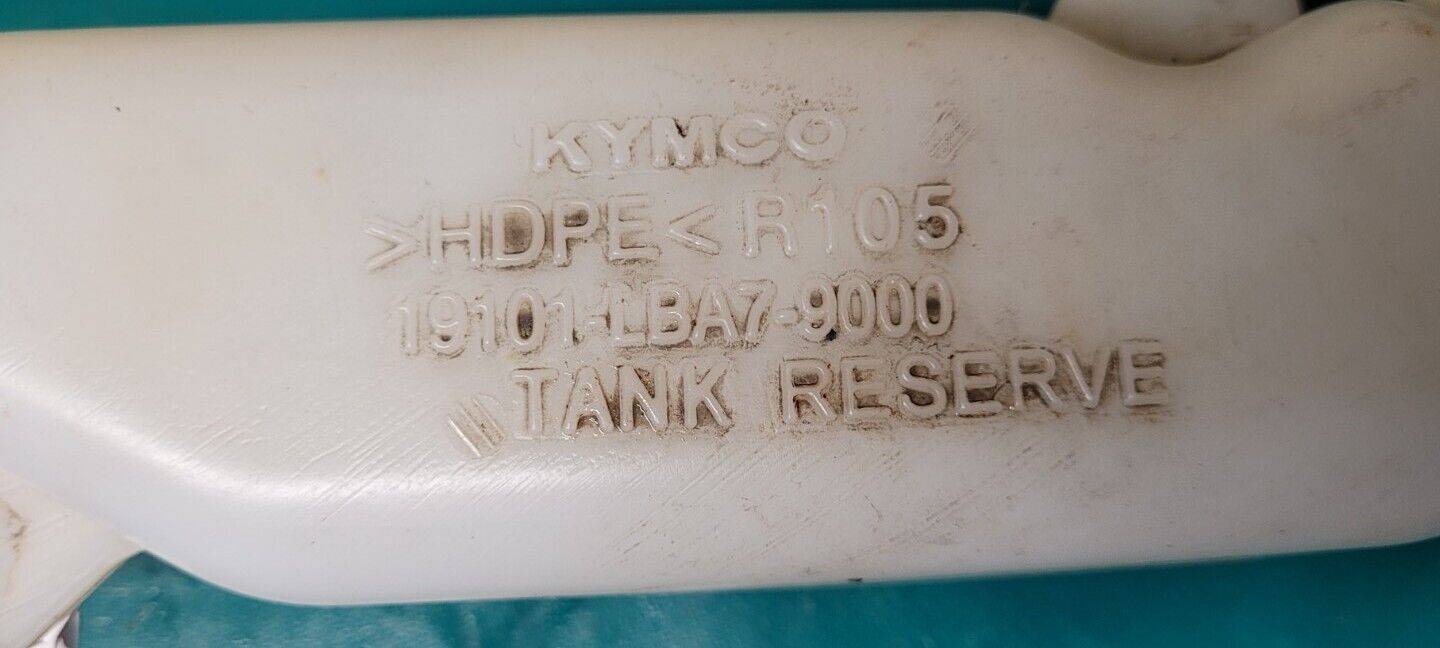 KYMCO
>HDPE< R105
19101-LBA7-9000
TANK RESERVE